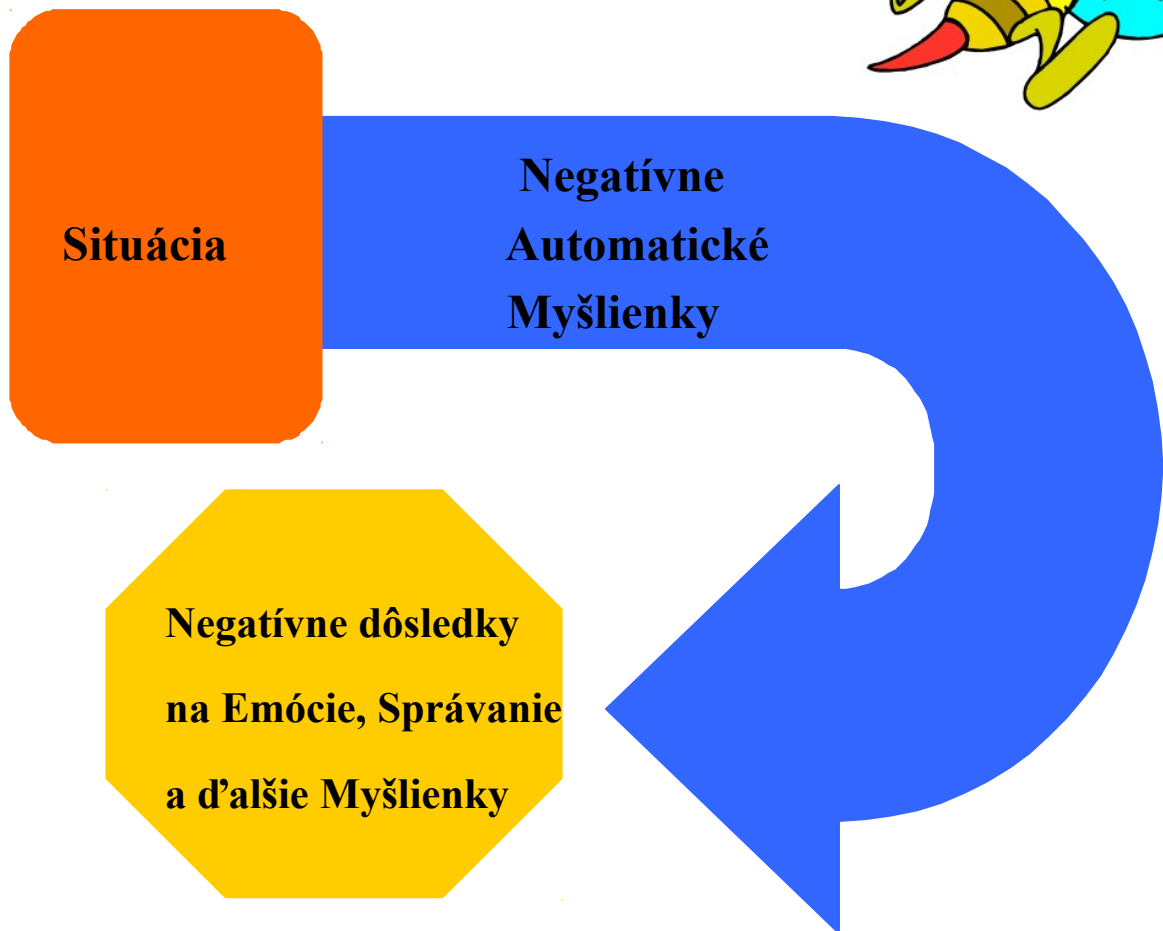 Situácia
Negatívne
Automatické
Myšlienky
Negatívne dôsledky
na Emócie, Správanie
a ďalšie Myšlienky